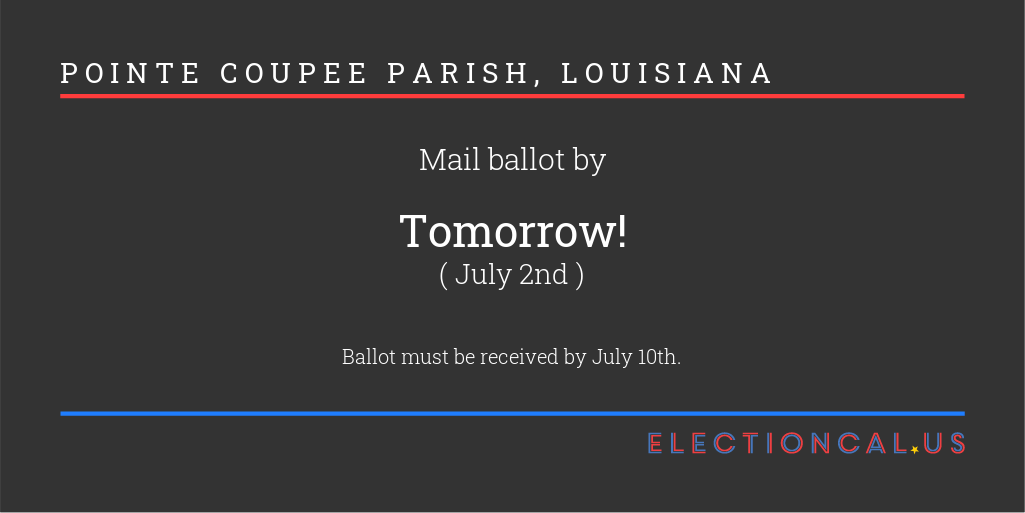 POINTE COUPEE PARISH, LOUISIANA
Mail ballot by
Tomorrow!
( July 2nd )
Ballot must be received by July 10th.
ELECTIONCAL.US